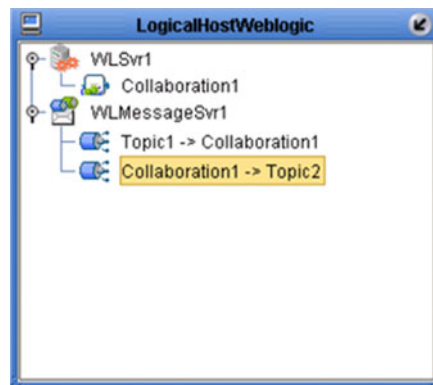 LogicalHostWeblogic
WLSvr1
Collaboration1
WLMessageSvr1
Topic1 -> Collaboration1
Collaboration1 -> Topic2